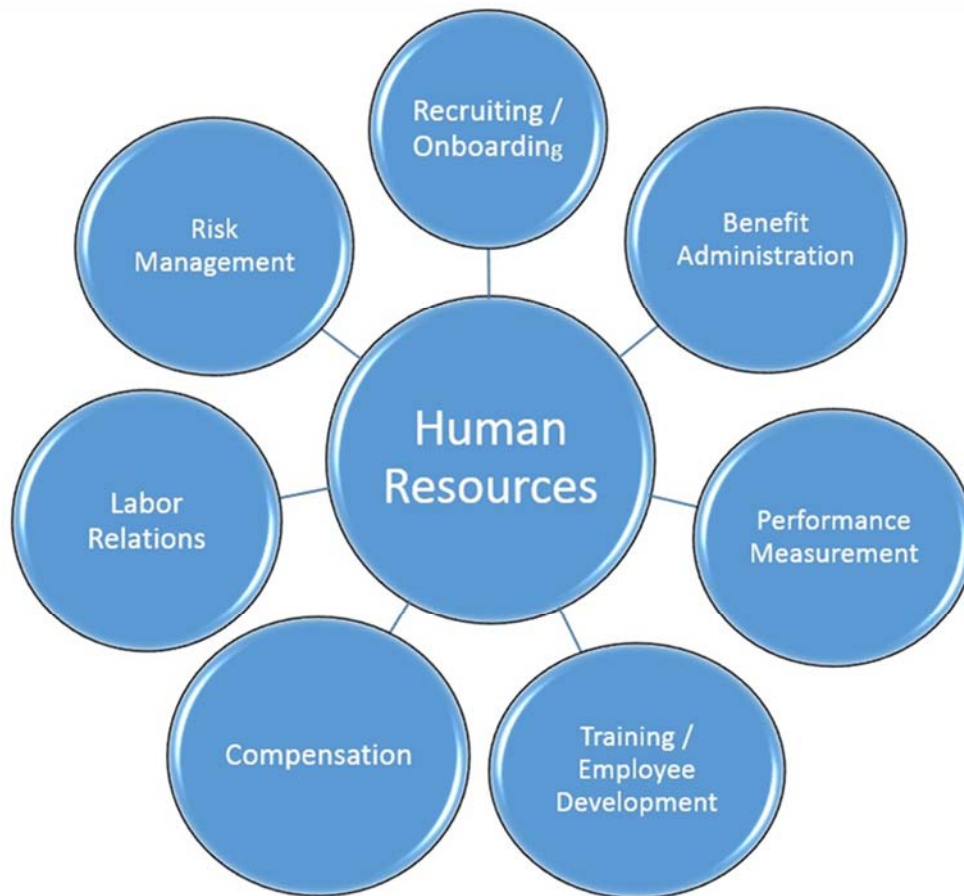 Recruiting /
Onboarding
Risk
Management
Benefit
Administration
Human
Resources
Labor
Relations
Performance
Measurement
Compensation
Training /
Employee
Development